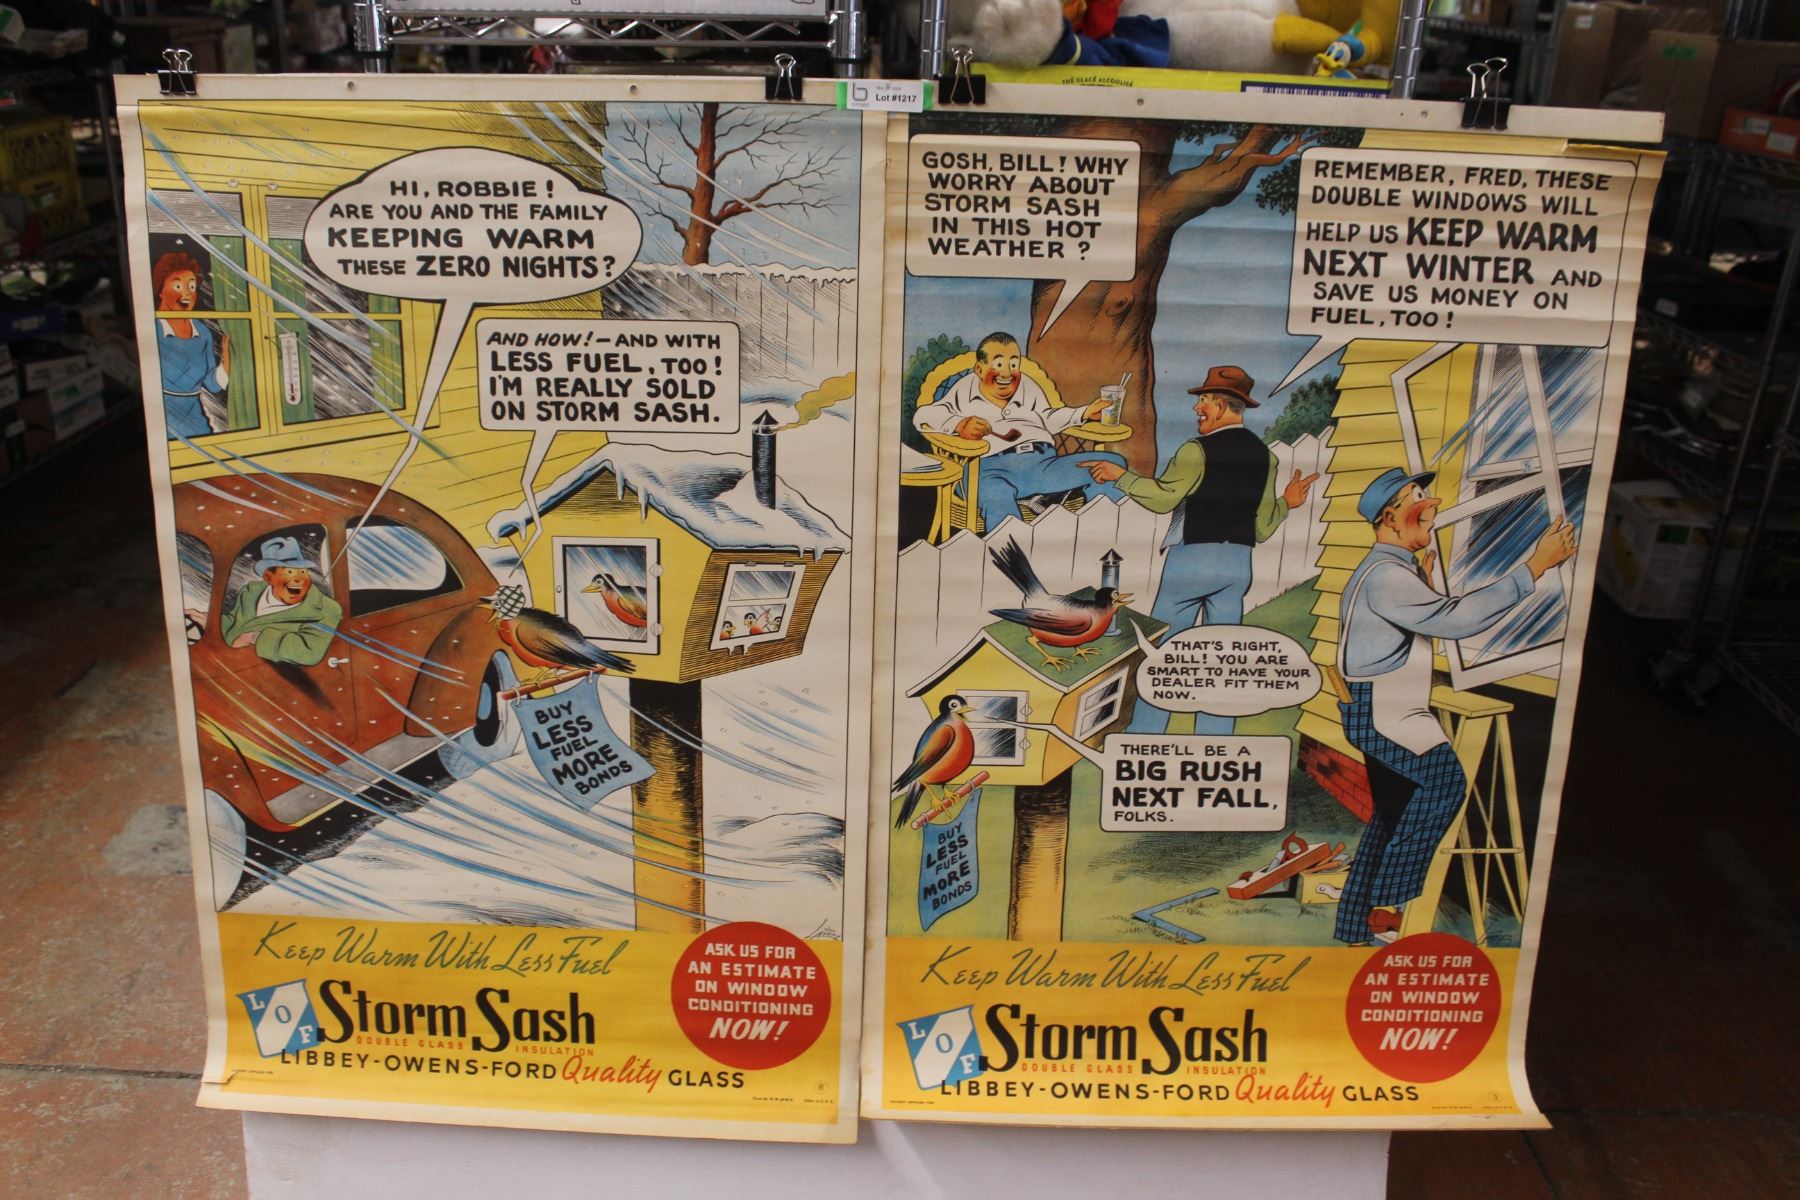 THÉ GLACÉ ALCOOLISÉ
b
Lot #1217
HI, ROBBIE!
ARE YOU AND THE FAMILY
KEEPING WARM
THESE ZERO NIGHTS?
AND HOW! – AND WITH
LESS FUEL, TOO!
I'M REALLY SOLD
ON STORM SASH.
BUY
LESS
FUEL
MORE
BONDS
Keep Warm With Less Fuel
LOF
Storm Sash
DOUBLE GLASS INSULATION
LIBBEY-OWENS-FORD Quality GLASS
ASK US FOR
AN ESTIMATE
ON WINDOW
CONDITIONING
NOW!
GOSH, BILL! WHY
WORRY ABOUT
STORM SASH
IN THIS HOT
WEATHER?
REMEMBER, FRED, THESE
DOUBLE WINDOWS WILL
HELP US KEEP WARM
NEXT WINTER AND
SAVE US MONEY ON
FUEL, TOO!
THAT'S RIGHT,
BILL! YOU ARE
SMART TO HAVE YOUR
DEALER FIT THEM
NOW.
THERE'LL BE A
BIG RUSH
NEXT FALL,
FOLKS.
BUY
LESS
FUEL
MORE
BONDS
Keep Warm With Less Fuel
LOF
Storm Sash
DOUBLE GLASS INSULATION
LIBBEY-OWENS-FORD Quality GLASS
ASK US FOR
AN ESTIMATE
ON WINDOW
CONDITIONING
NOW!